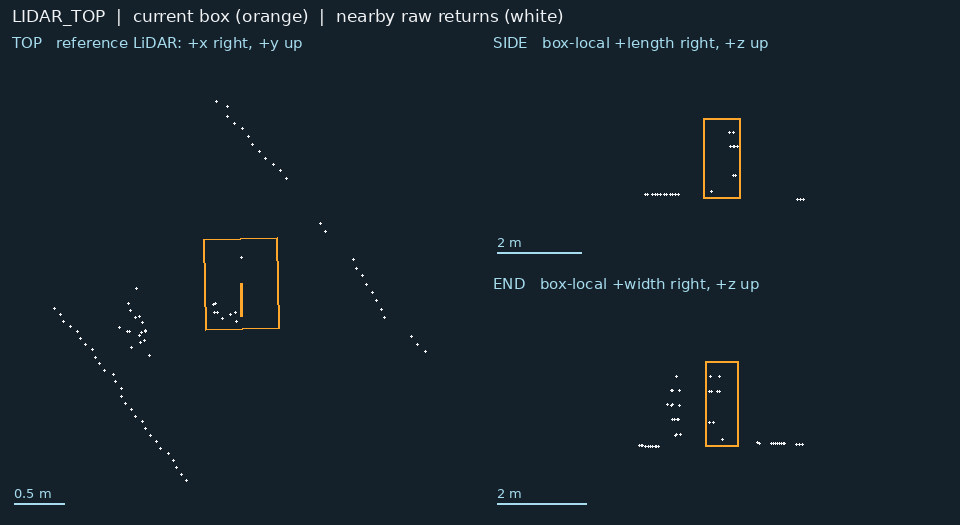 LIDAR_TOP | current box (orange) | nearby raw returns (white)
TOP reference LiDAR: +x right, +y up
SIDE box-local +length right, +z up
2 m
END box-local +width right, +z up
0.5 m
2 m